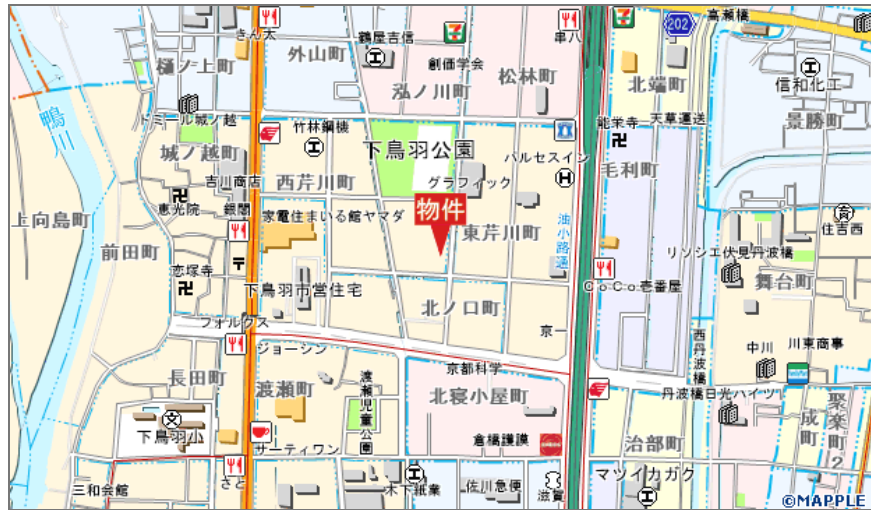 きん太
外山町
鶴屋吉信
串八
202
高瀬橋
樋ノ上町
創価学会
泓ノ川町
松林町
北端町
信和化工
鴨川
ドミール城ノ越
竹林鋼機
下鳥羽公園
能栄寺
天草運送
景勝町
城ノ越町
パルセスイン
毛利町
吉川商店
西芹川町
グラフィック
恵光院
銀閣
家電住まいる館ヤマダ
物件
東芹川町
油小路通
住吉西
上向島町
前田町
恋塚寺
リソシエ伏見丹波橋
舞台町
下鳥羽市営住宅
北ノ口町
CoCo壱番屋
フォルクス
京一
西丹波橋
ジョーシン
京都科学
中川
川東商事
長田町
渡瀬町
渡瀬児童公園
北寝小屋町
丹波橋日光ハイツ
聚楽町2
成町
下鳥羽小
サーティワン
倉橋護謨
治部町
さと
マツイカガク
三和会館
木下紙業
佐川急便
滋賀
©MAPPLE